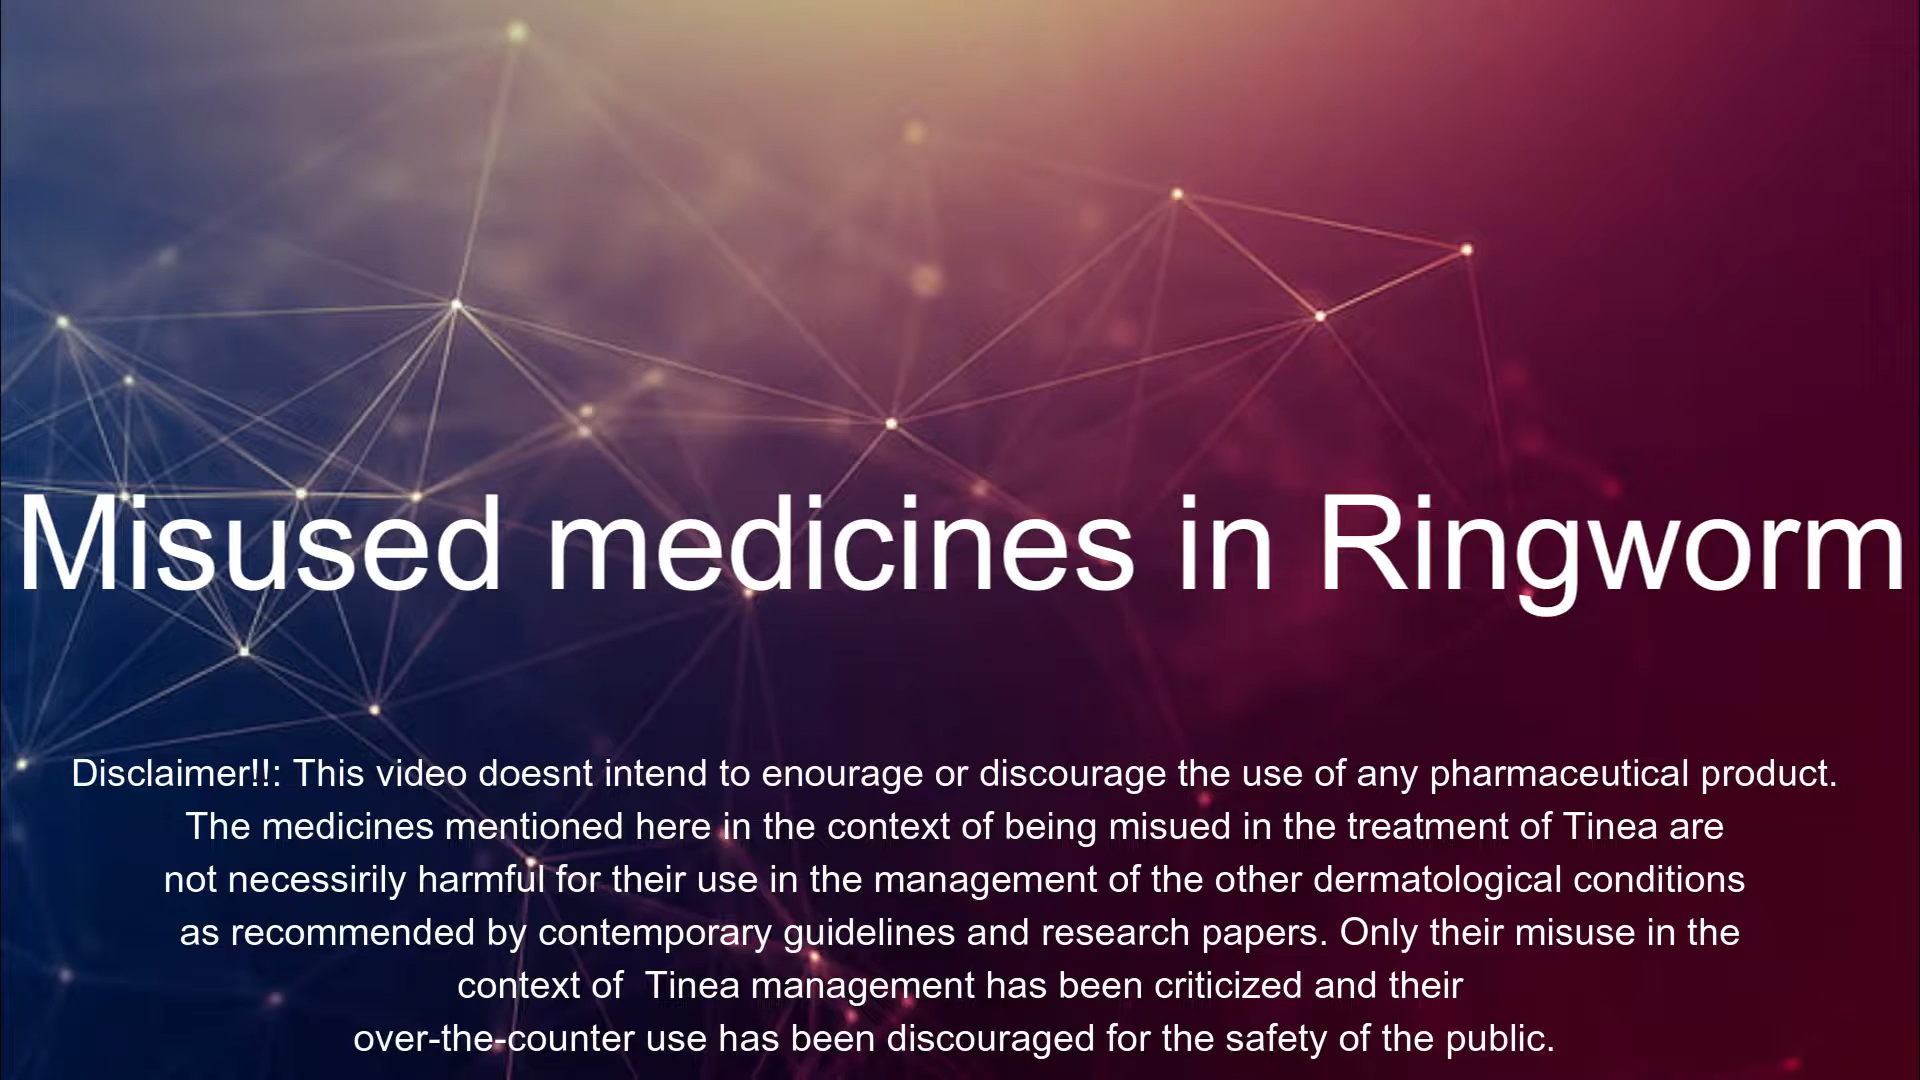 Misused medicines in Ringworm
Disclaimer!!: This video doesnt intend to enourage or discourage the use of any pharmaceutical product.
The medicines mentioned here in the context of being misued in the treatment of Tinea are
not necessirily harmful for their use in the management of the other dermatological conditions
as recommended by contemporary guidelines and research papers. Only their misuse in the
context of  Tinea management has been criticized and their
over-the-counter use has been discouraged for the safety of the public.